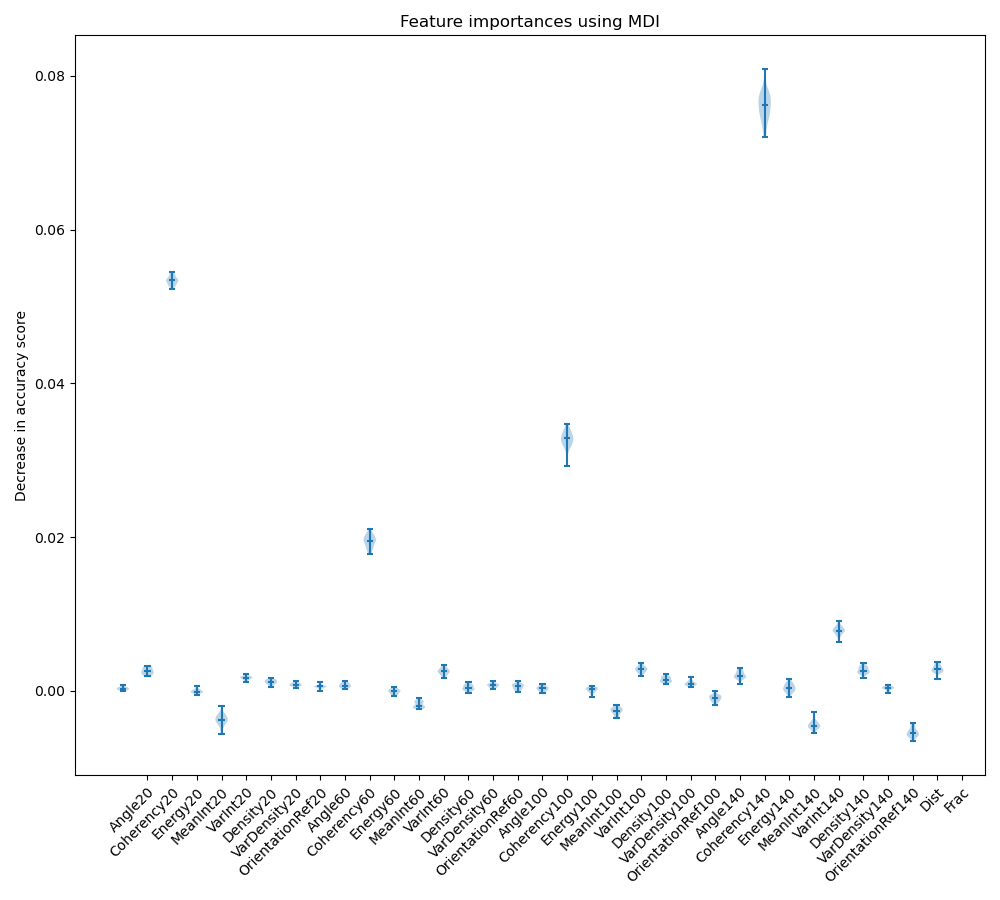 Feature importances using MDI
Decrease in accuracy score
0.08
0.06
0.04
0.02
0.00
Angle20
Coherency20
Energy20
MeanInt20
VarInt20
Density20
VarDensity20
OrientationRef20
Angle60
Coherency60
Energy60
MeanInt60
VarInt60
Density60
VarDensity60
OrientationRef60
Angle100
Coherency100
Energy100
MeanInt100
VarInt100
Density100
VarDensity100
OrientationRef100
Angle140
Coherency140
Energy140
MeanInt140
VarInt140
Density140
VarDensity140
OrientationRef140
Dist
Frac